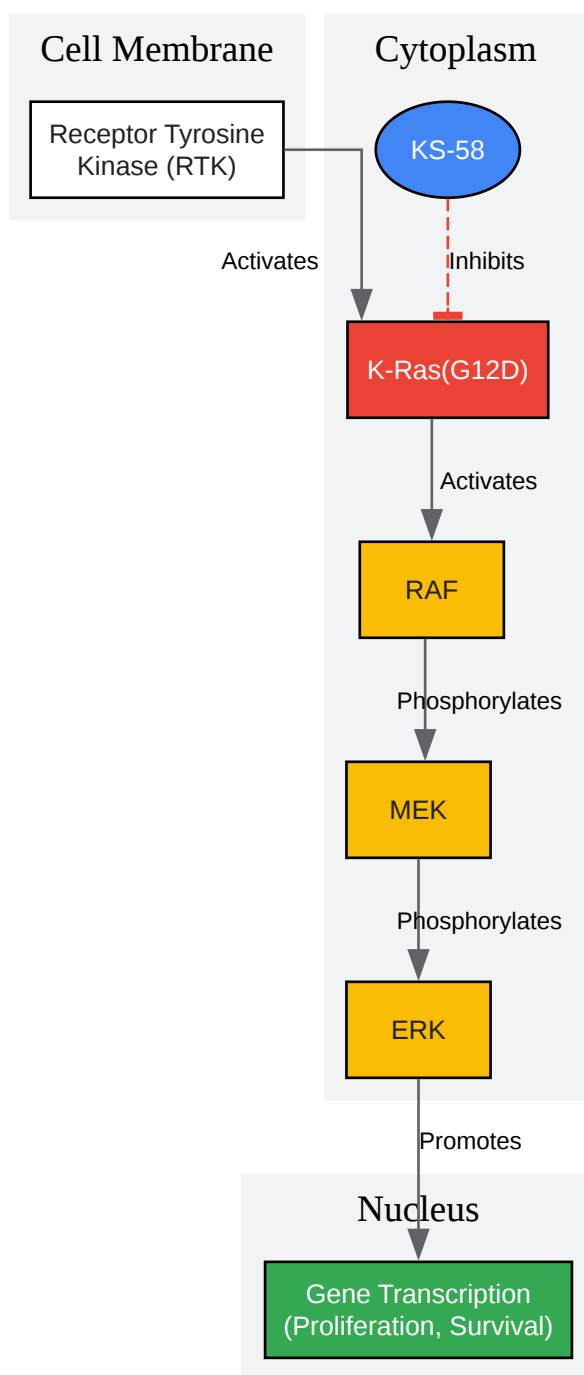 Cell Membrane
Cytoplasm
Receptor Tyrosine
Kinase (RTK)
KS-58
Activates
Inhibits
K-Ras(G12D)
Activates
RAF
Phosphorylates
MEK
Phosphorylates
ERK
Promotes
Nucleus
Gene Transcription
(Proliferation, Survival)